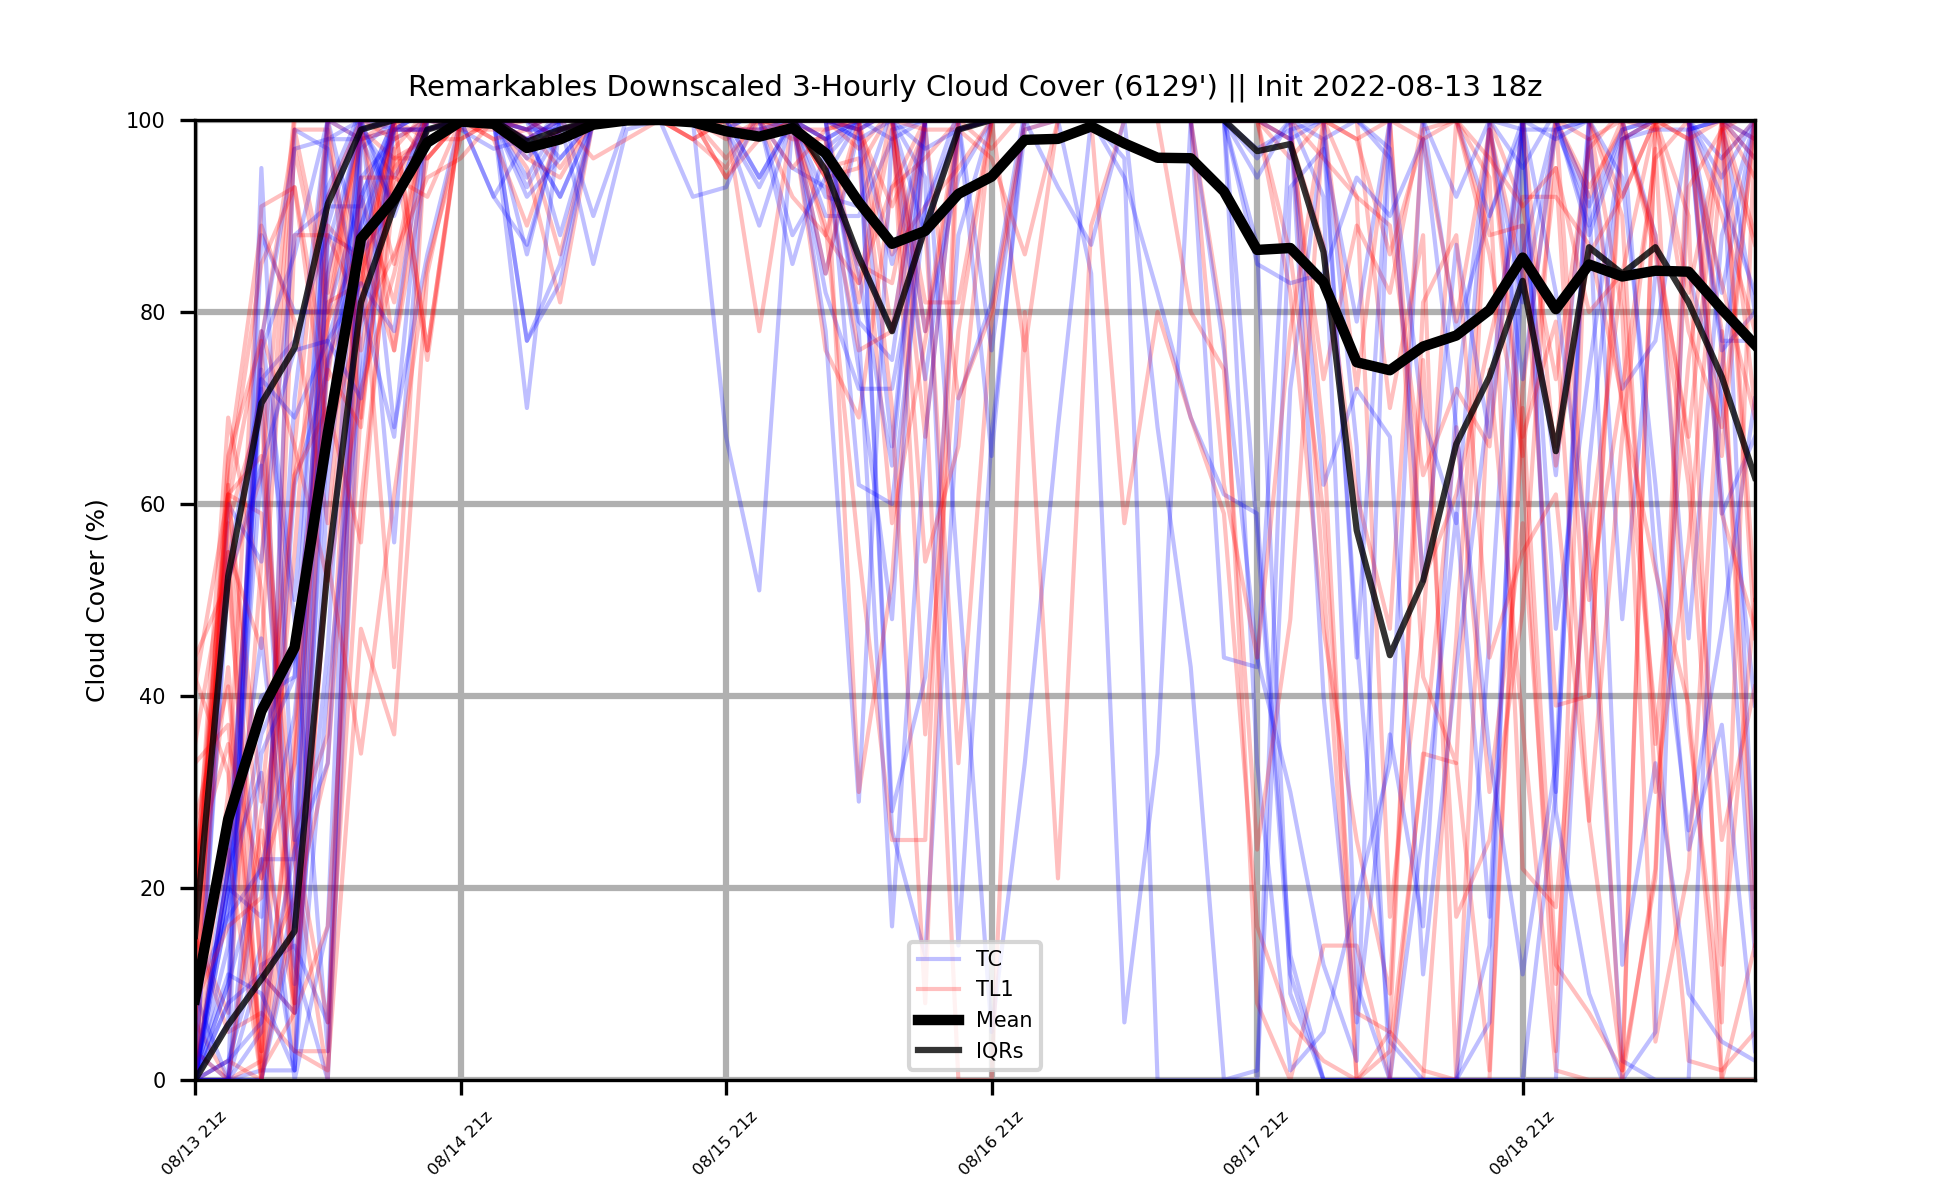 Remarkables Downscaled 3-Hourly Cloud Cover (6129') || Init 2022-08-13 18z
Cloud Cover (%)
100
80
60
40
20
0
TC
TL1
Mean
IQRs
08/13 21z
08/14 21z
08/15 21z
08/16 21z
08/17 21z
08/18 21z